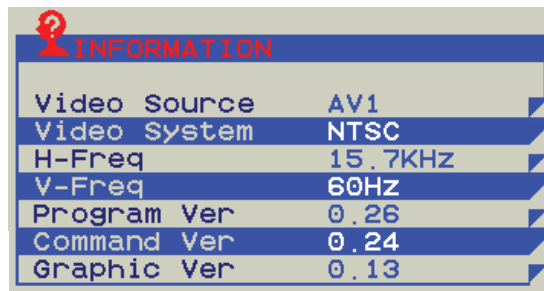 INFORMATION
Video Source AV1
Video System NTSC
H-Freq 15.7KHz
V-Freq 60Hz
Program Ver 0.26
Command Ver 0.24
Graphic Ver 0.13